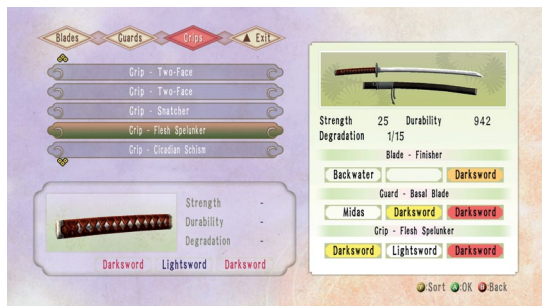 Blades Guards Grips ▲ Exit
Grip - Two-Face
Grip - Two-Face
Grip - Snatcher
Grip - Flesh Spelunker
Grip - Cicadian Schism
Strength -
Durability -
Degradation -
Darksword Lightsword Darksword
Strength 25 Durability 942
Degradation 1/15
Blade - Finisher
Backwater Darksword
Guard - Basal Blade
Midas Darksword Darksword
Grip - Flesh Spelunker
Darksword Lightsword Darksword
Sort A OK B Back